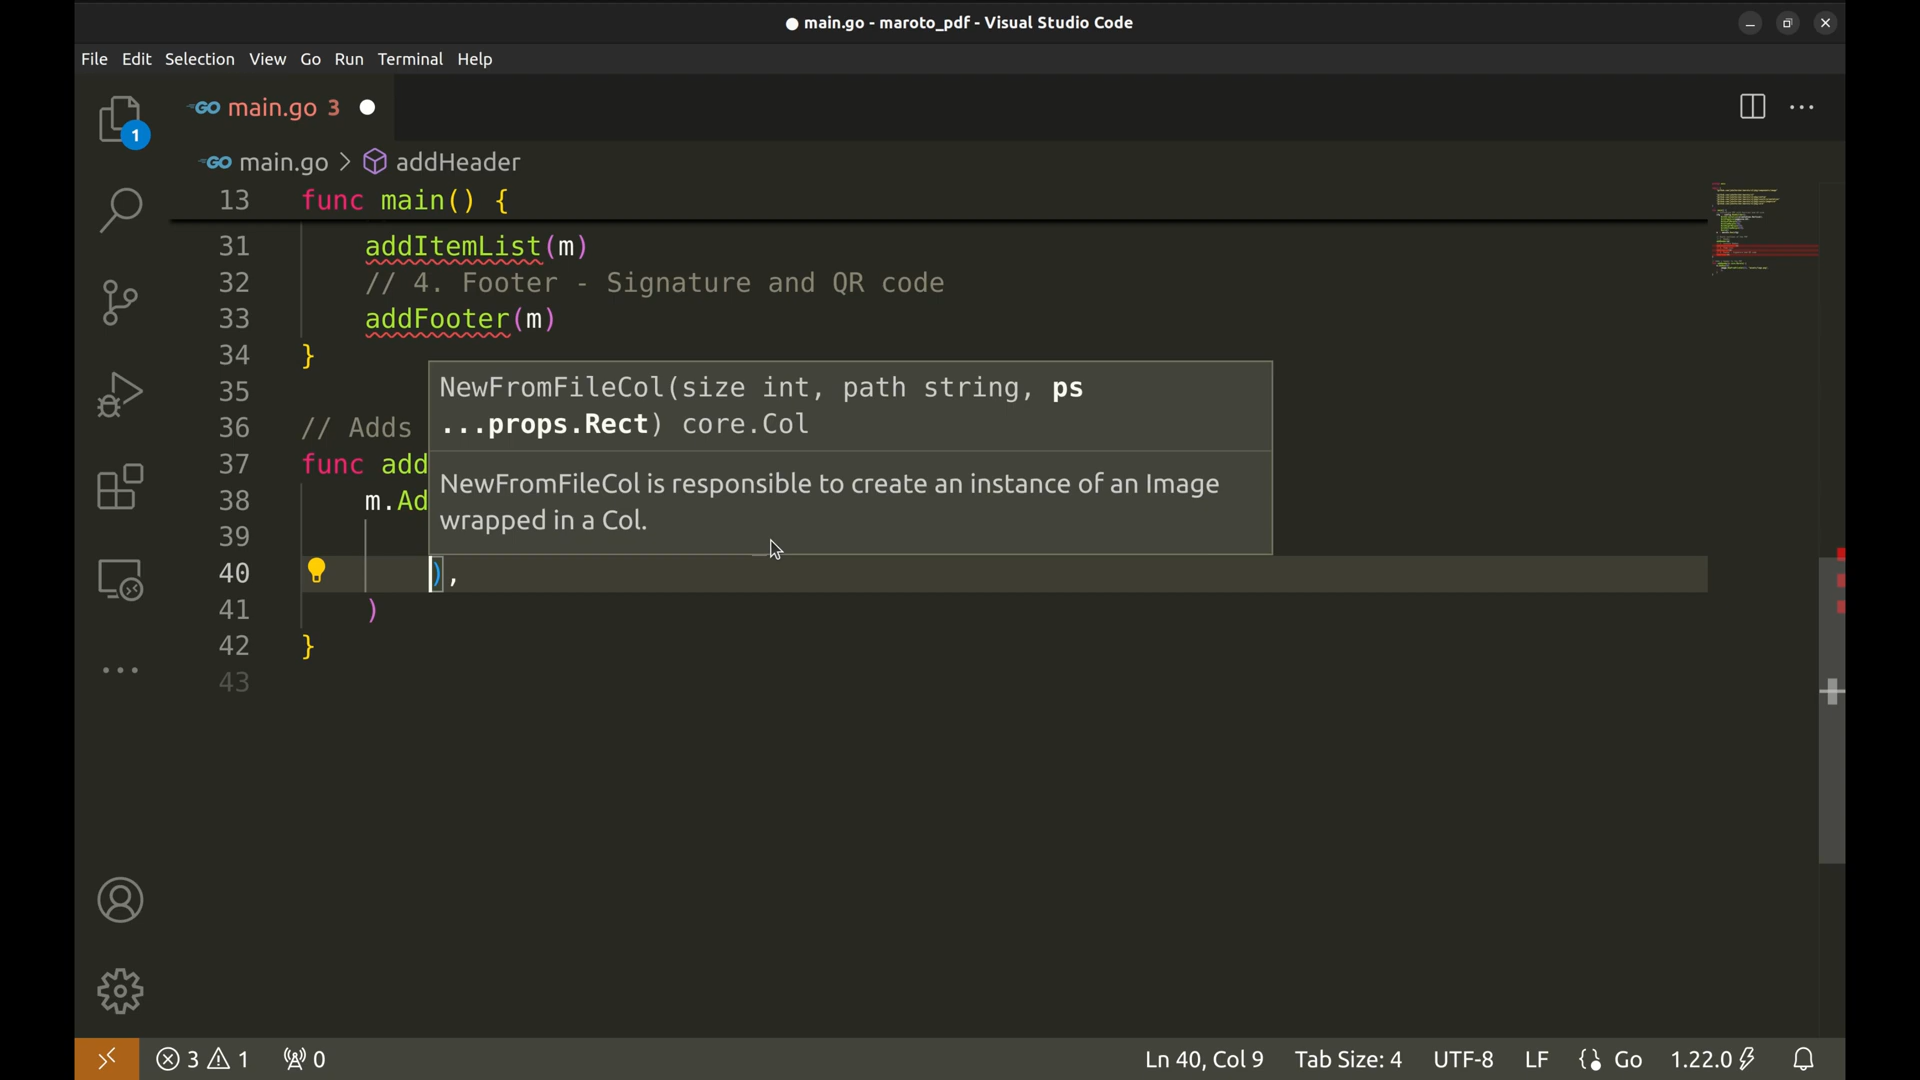 main.go - maroto_pdf - Visual Studio Code
File Edit Selection View Go Run Terminal Help
GO main.go 3
1
GO main.go > addHeader
13 func main() {
31 addItemList(m)
32 // 4. Footer - Signature and QR code
33 addFooter(m)
34 }
35
NewFromFileCol(size int, path string, ps
...props.Rect) core.Col
36 // Adds
37 func add
38 m.Ad
NewFromFileCol is responsible to create an instance of an Image
wrapped in a Col.
39
40 ),
41 )
42 }
43
3 1 0 Ln 40, Col 9 Tab Size: 4 UTF-8 LF {} Go 1.22.0